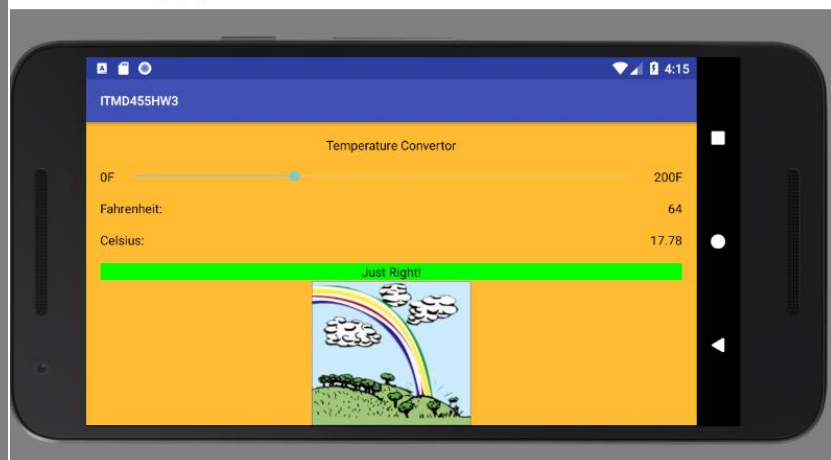 4:15
ITMD455HW3
Temperature Convertor
0F 200F
Fahrenheit: 64
Celsius: 17.78
Just Right!